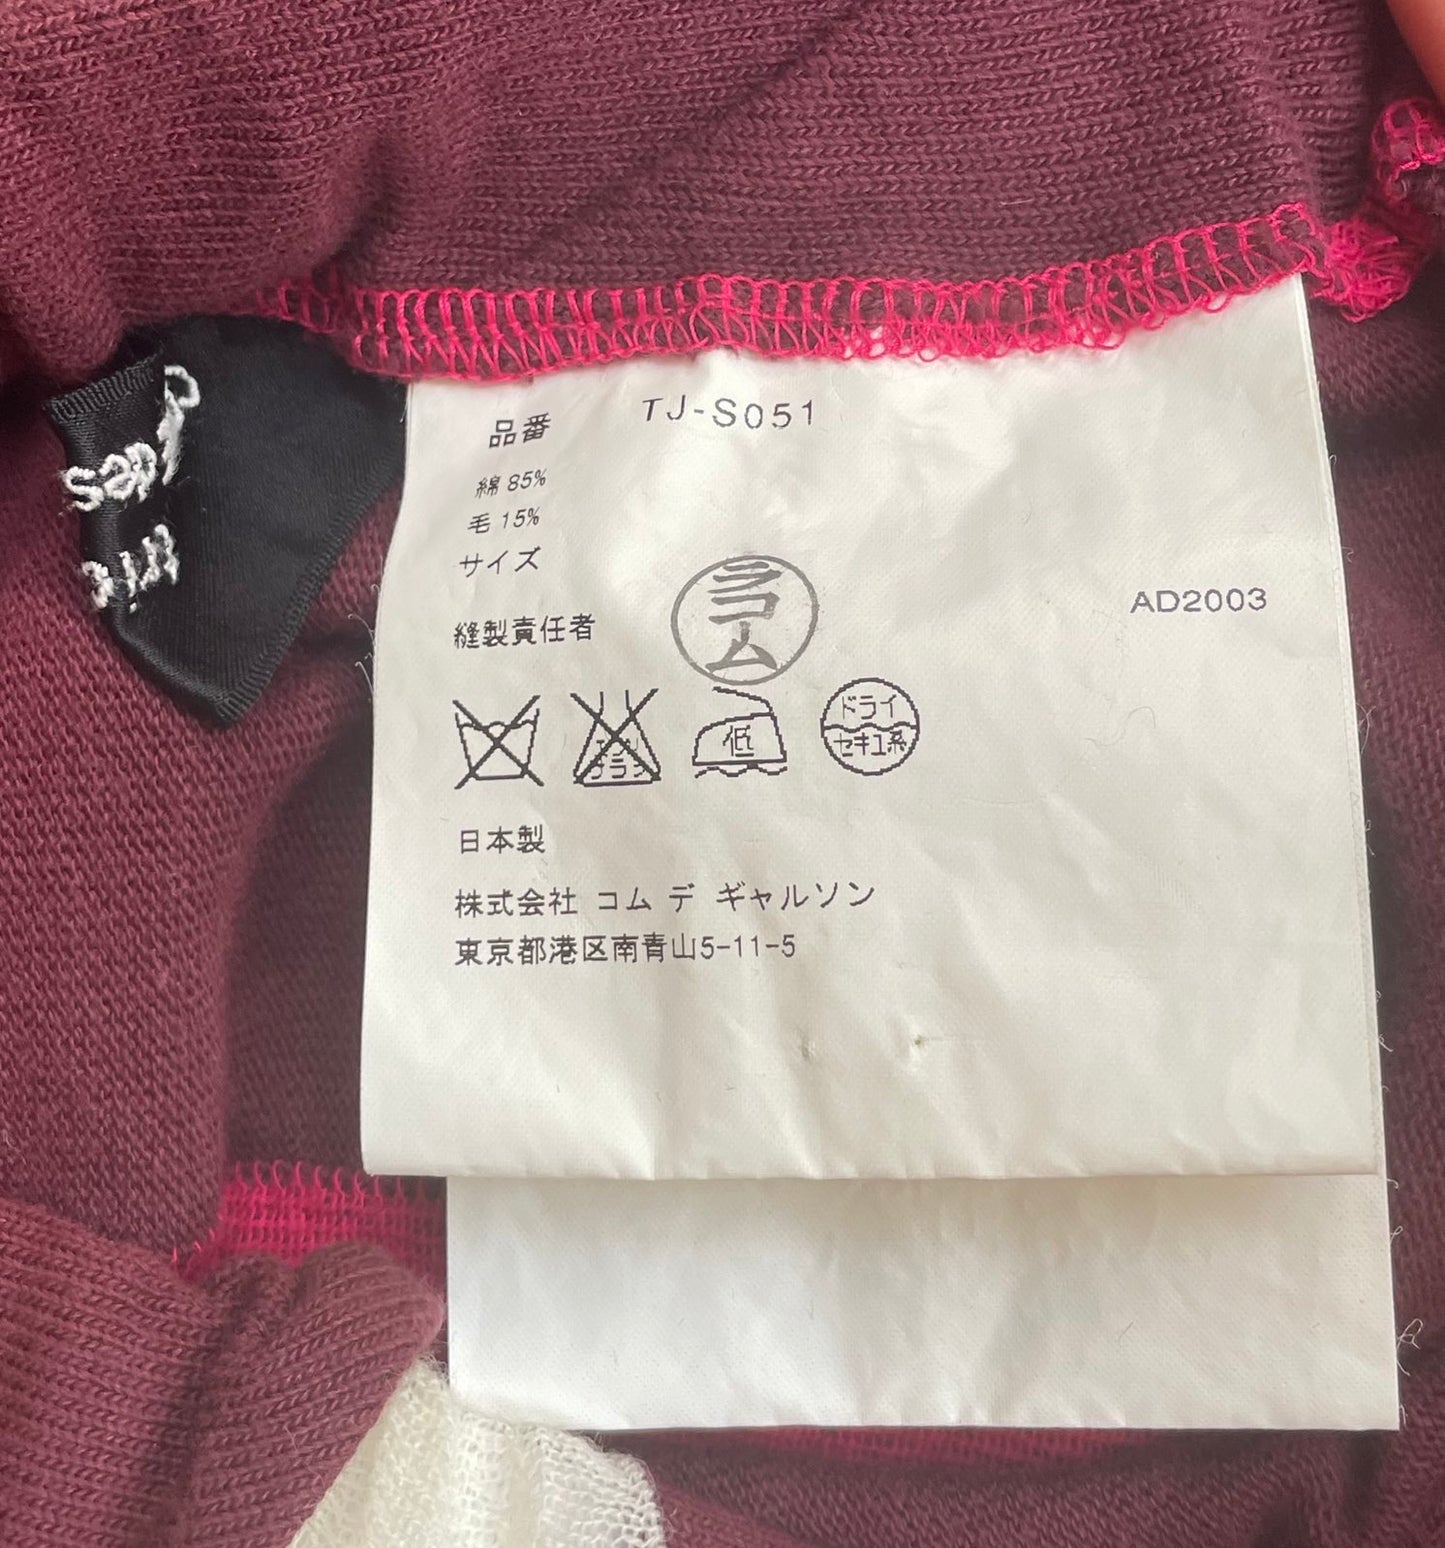 品番 TJ-S051
綿 85%
毛 15%
サイズ
縫製責任者
ラコム
AD2003
低
ドライ
セキユ系
日本製
株式会社 コム デ ギャルソン
東京都港区南青山5-11-5